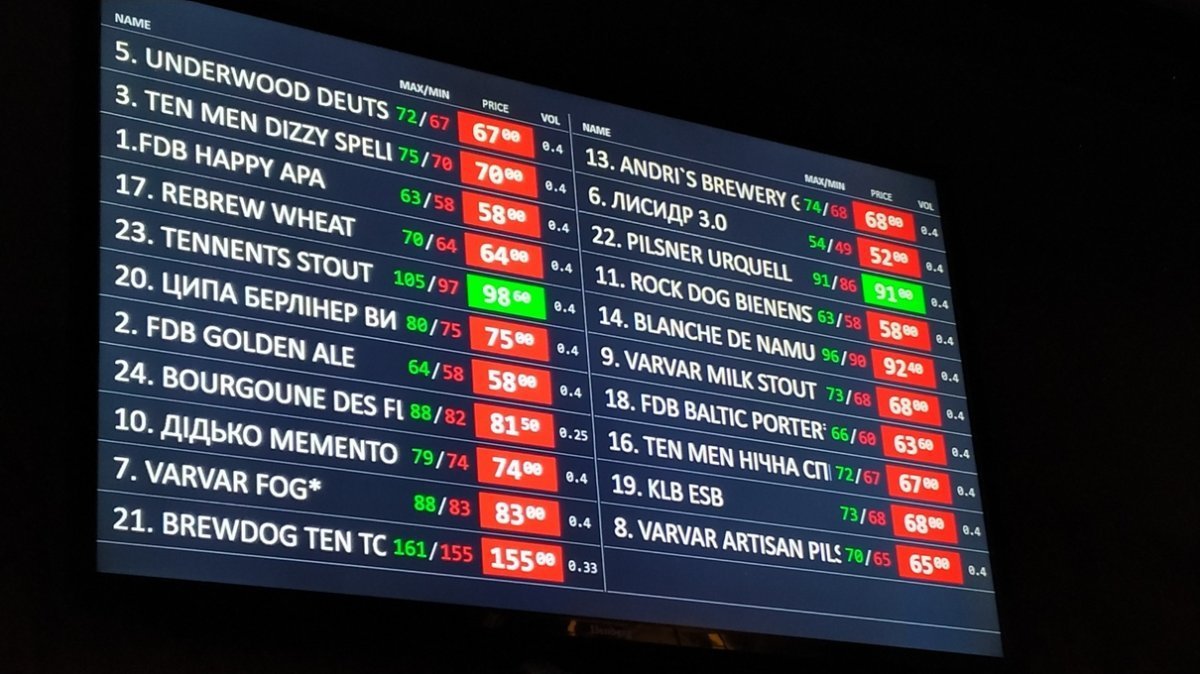 NAME MAX/MIN PRICE VOL
5. UNDERWOOD DEUTS 72/67 67⁰⁰ 0.4
3. TEN MEN DIZZY SPELL 75/70 70⁰⁰ 0.4
1.FDB HAPPY APA 63/58 58⁰⁰ 0.4
17. REBREW WHEAT 70/64 64⁰⁰ 0.4
23. TENNENTS STOUT 105/97 98⁶⁰ 0.4
20. ЦИПА БЕРЛІНЕР ВИ 80/75 75⁰⁰ 0.4
2. FDB GOLDEN ALE 64/58 58⁰⁰ 0.4
24. BOURGOUNE DES FL 88/82 81⁵⁰ 0.25
10. ДІДЬКО MEMENTO 79/74 74⁰⁰ 0.4
7. VARVAR FOG* 88/83 83⁰⁰ 0.4
21. BREWDOG TEN TO 161/155 155⁰⁰ 0.33
NAME MAX/MIN PRICE VOL
13. ANDRI`S BREWERY G 74/68 68⁰⁰ 0.4
6. ЛИСИДР 3.0 54/49 52⁰⁰ 0.4
22. PILSNER URQUELL 91/86 91⁰⁰ 0.4
11. ROCK DOG BIENENS 63/58 58⁰⁰ 0.4
14. BLANCHE DE NAMU 96/90 92⁴⁰ 0.4
9. VARVAR MILK STOUT 73/68 68⁰⁰ 0.4
18. FDB BALTIC PORTER 66/60 63⁶⁰ 0.4
16. TEN MEN НІЧНА СПІ 72/67 67⁰⁰ 0.4
19. KLB ESB 73/68 68⁰⁰ 0.4
8. VARVAR ARTISAN PILS 70/65 65⁰⁰ 0.4